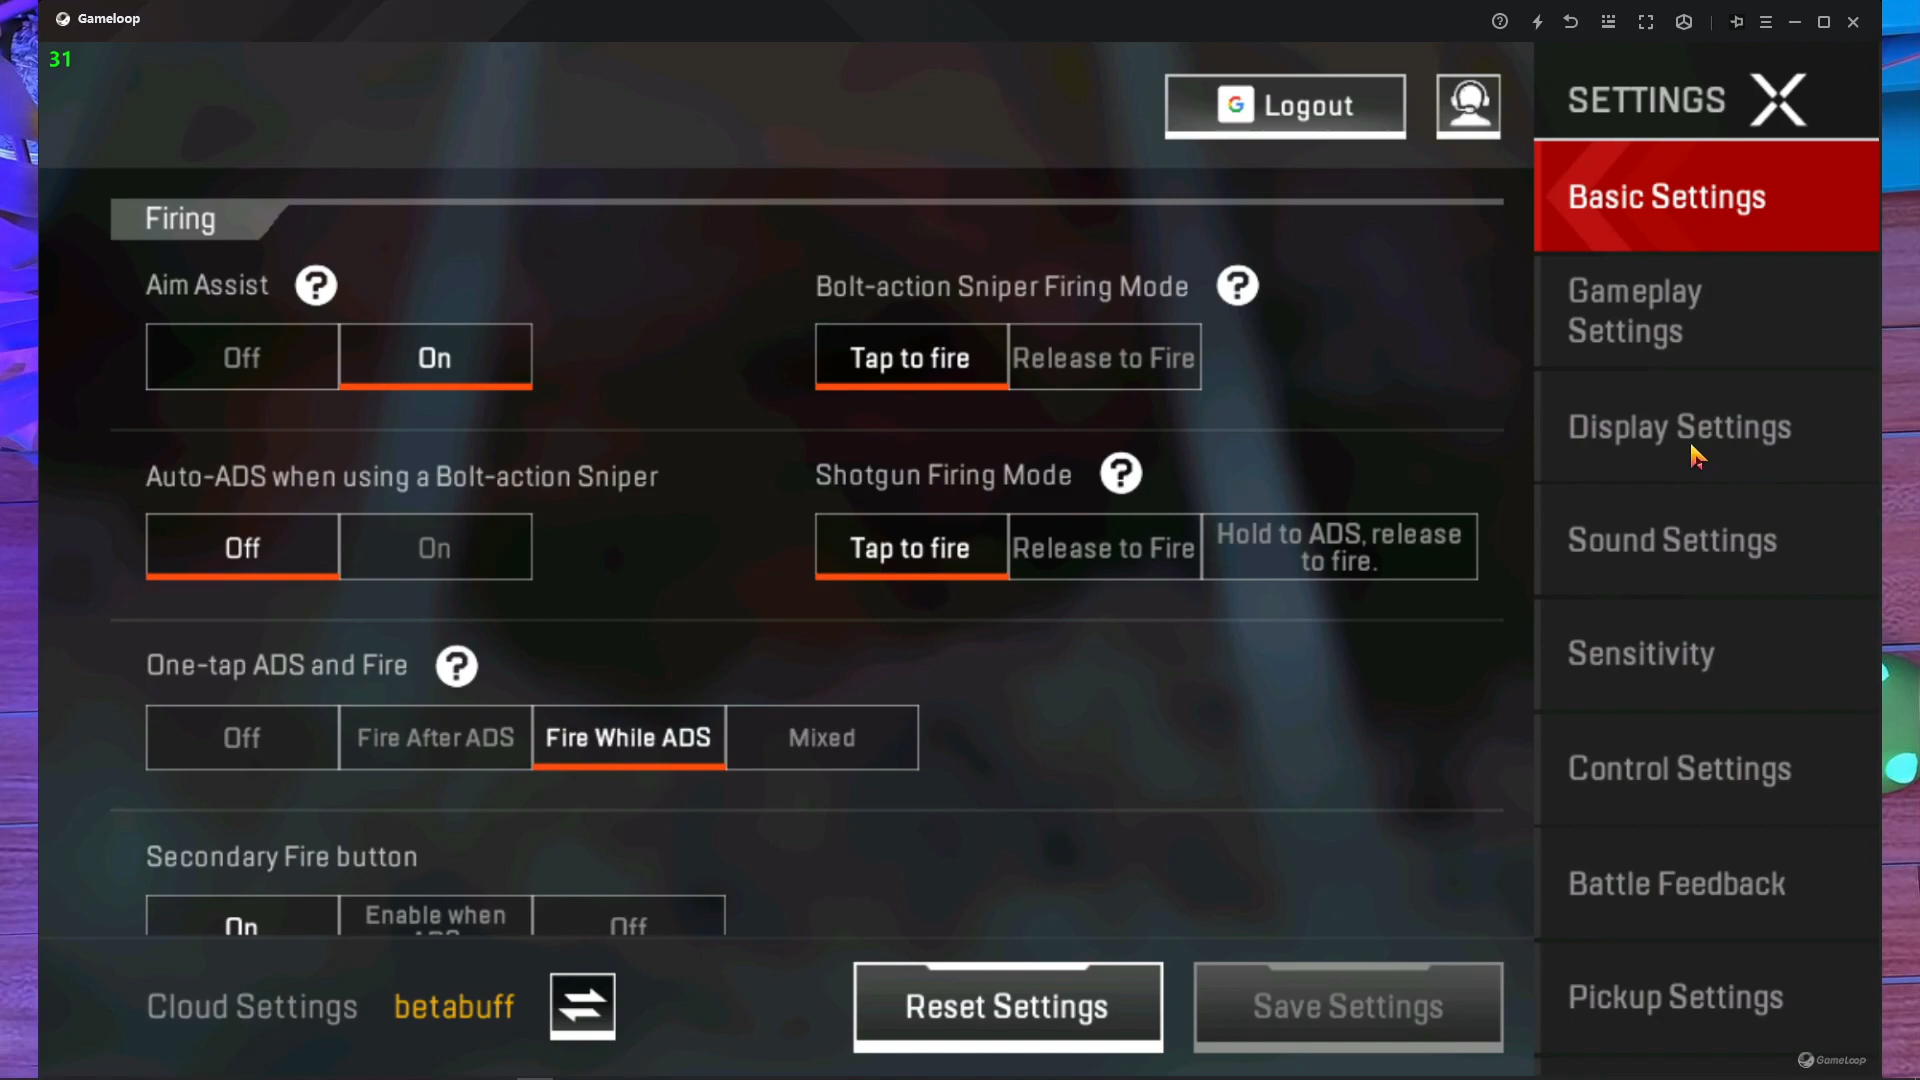 Gameloop
31
Logout
SETTINGS
Firing
Aim Assist
Off
On
Bolt-action Sniper Firing Mode
Tap to fire
Release to Fire
Auto-ADS when using a Bolt-action Sniper
Off
On
Shotgun Firing Mode
Tap to fire
Release to Fire
Hold to ADS, release
to fire.
One-tap ADS and Fire
Off
Fire After ADS
Fire While ADS
Mixed
Secondary Fire button
On
Enable when
ADS
Off
Cloud Settings
betabuff
Reset Settings
Save Settings
Basic Settings
Gameplay
Settings
Display Settings
Sound Settings
Sensitivity
Control Settings
Battle Feedback
Pickup Settings
GameLoop